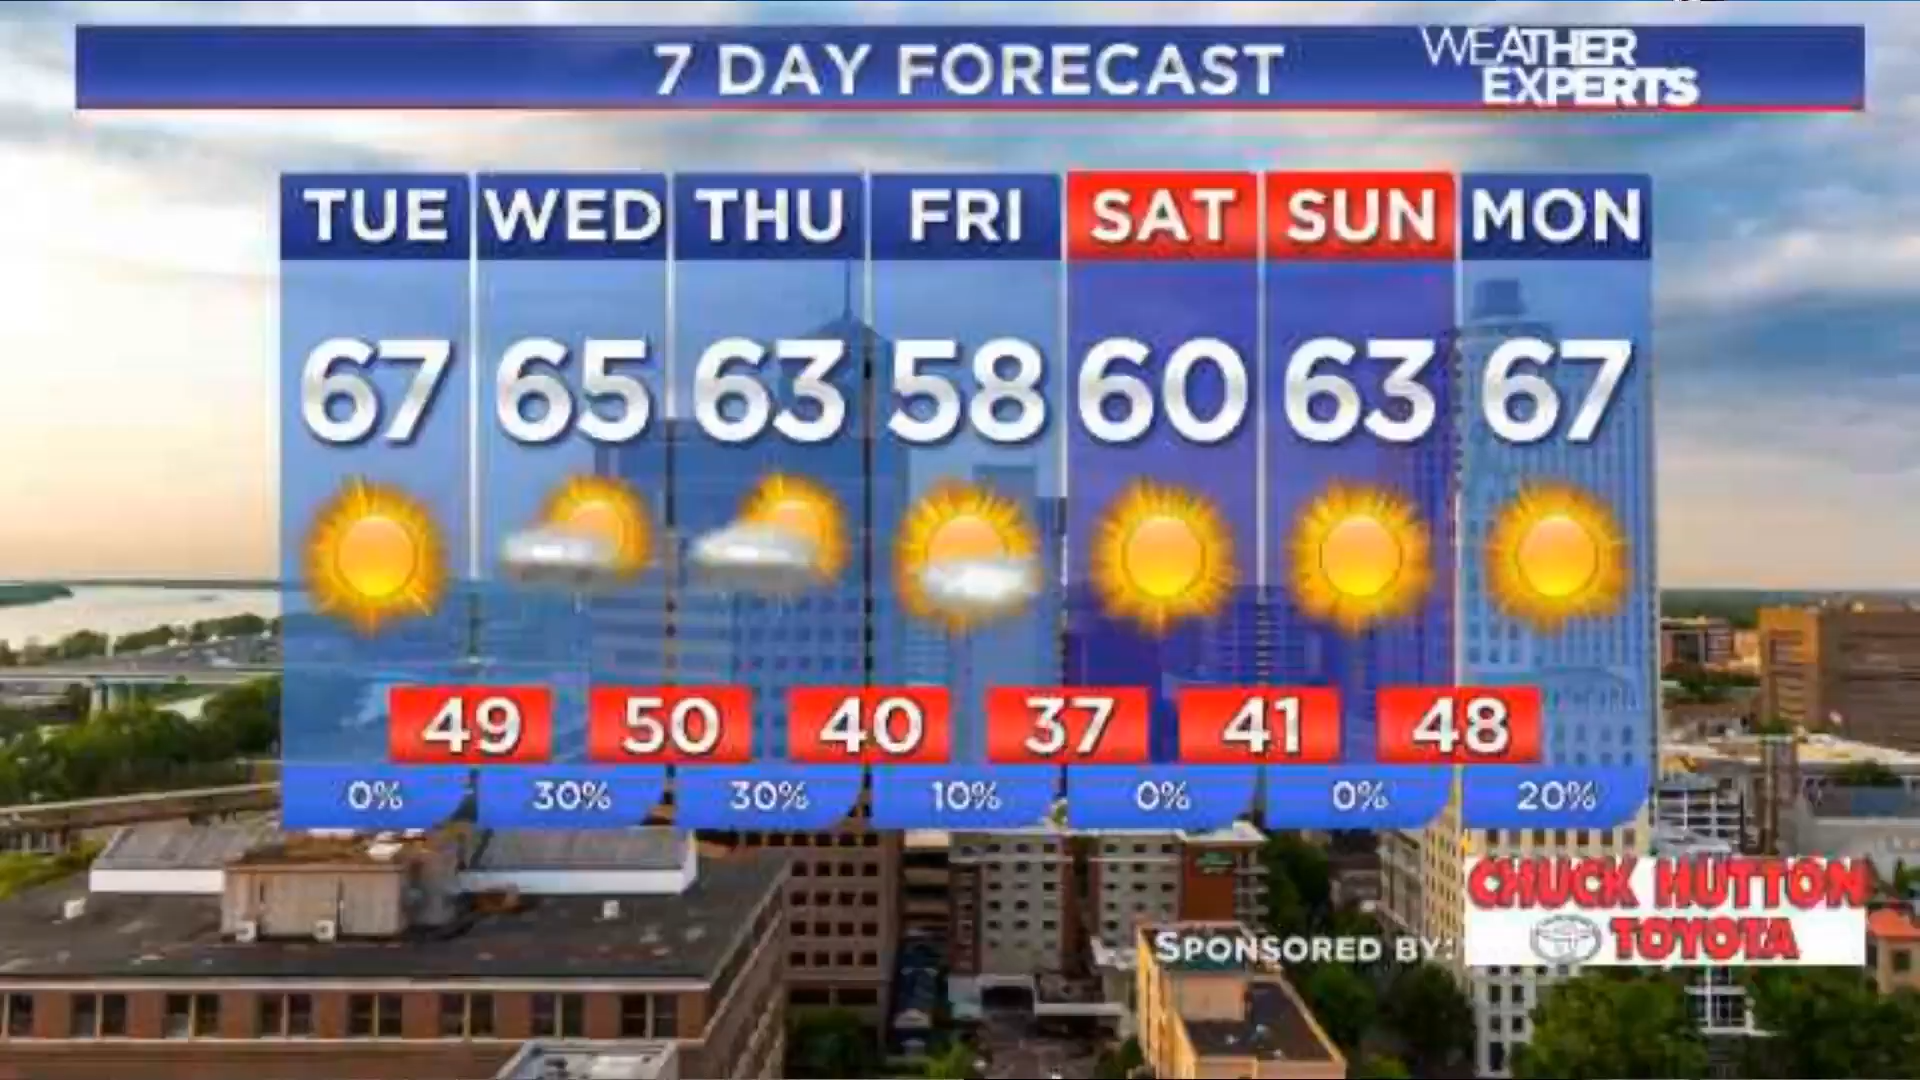 7 DAY FORECAST
WEATHER
EXPERTS
TUE WED THU FRI SAT SUN MON
67 65 63 58 60 63 67
49 50 40 37 41 48
0% 30% 30% 10% 0% 0% 20%
SPONSORED BY:
CHUCK HUTTON
TOYOTA